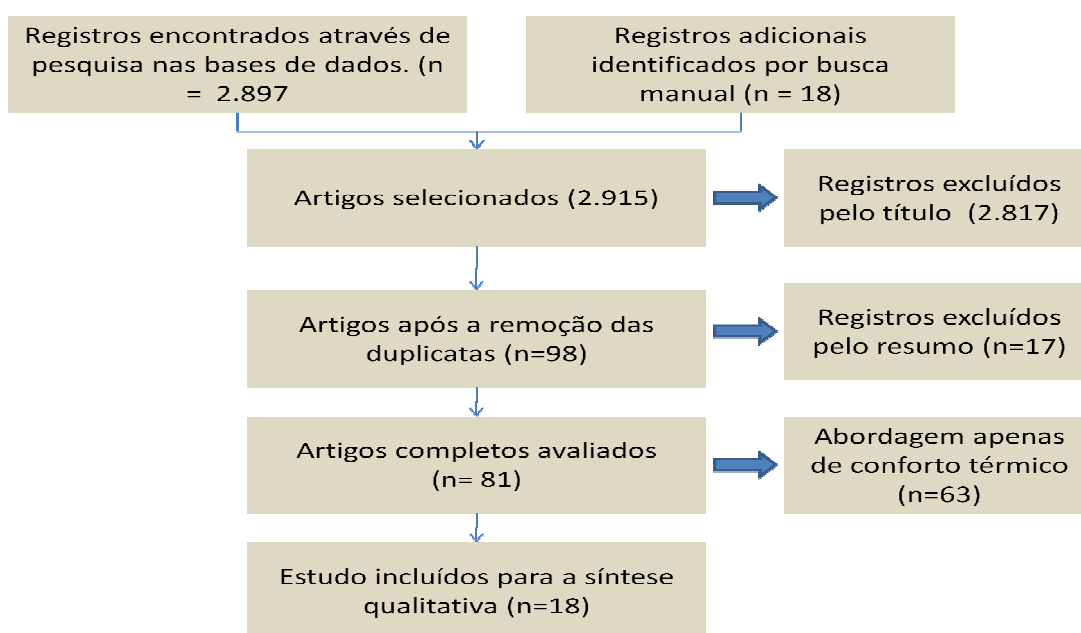 Registros encontrados através de
pesquisa nas bases de dados. (n
= 2.897
Registros adicionais
identificados por busca
manual (n = 18)
Artigos selecionados (2.915)
Registros excluídos
pelo título (2.817)
Artigos após a remoção das
duplicatas (n=98)
Registros excluídos
pelo resumo (n=17)
Artigos completos avaliados
(n= 81)
Abordagem apenas
de conforto térmico
(n=63)
Estudo incluídos para a síntese
qualitativa (n=18)